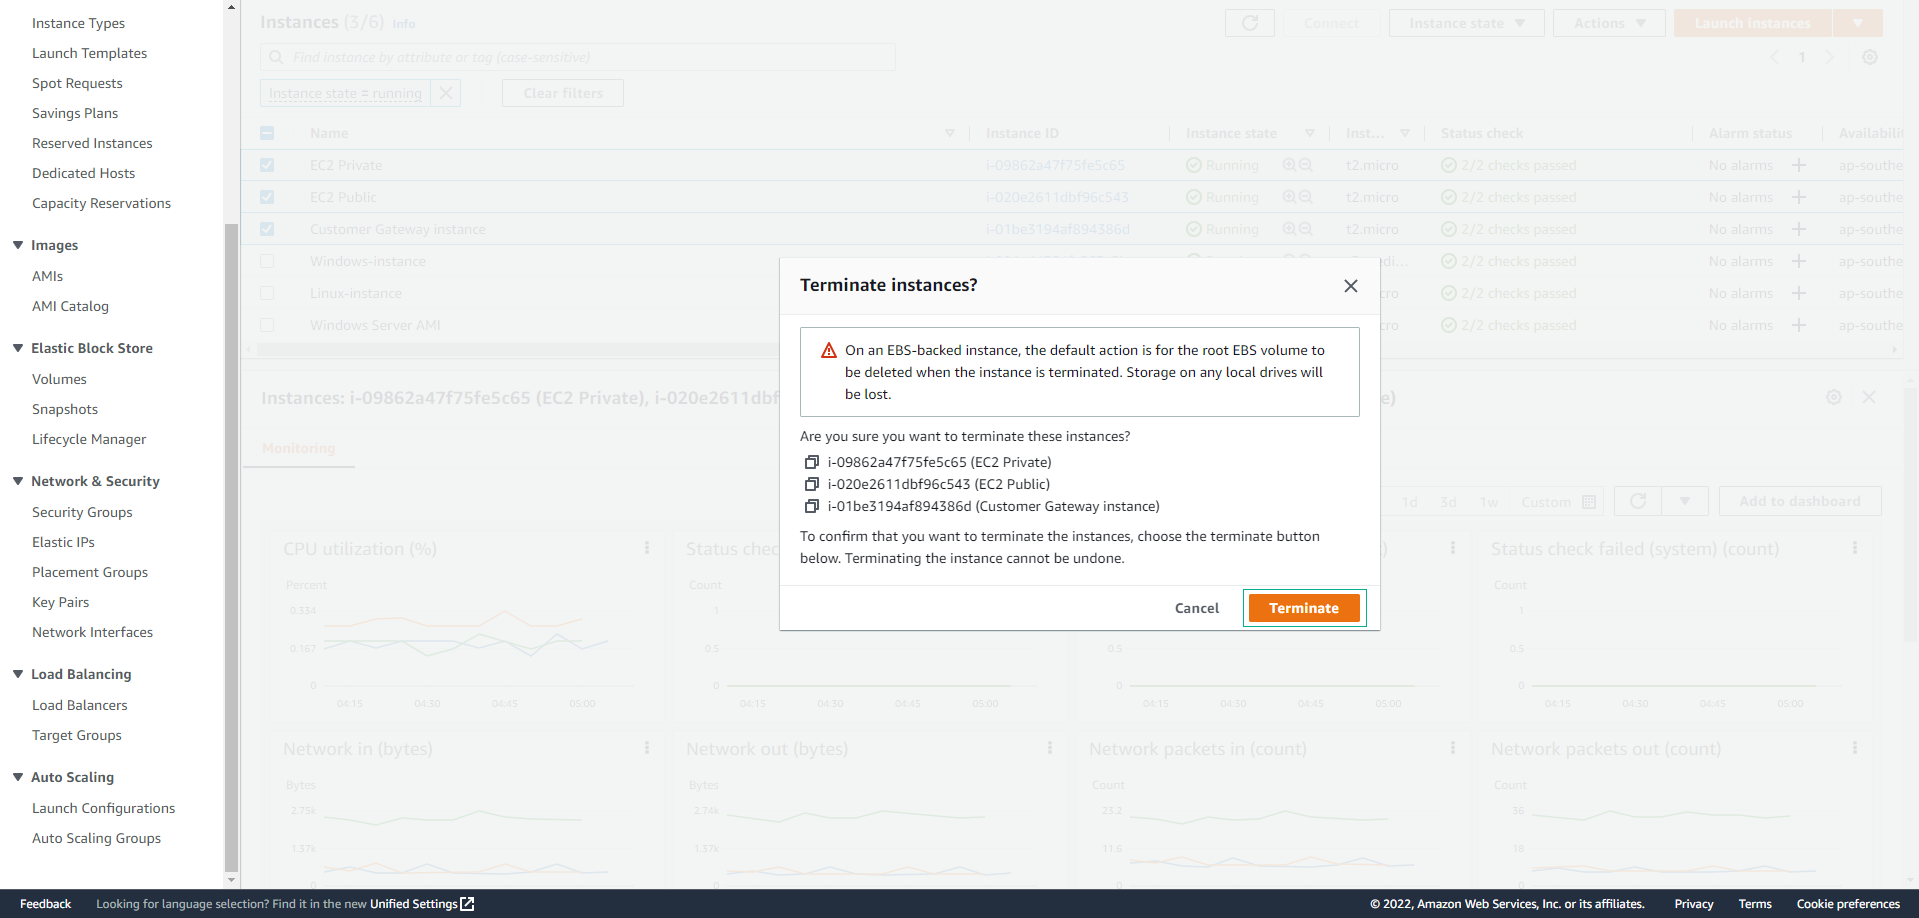 Instance Types
Launch Templates
Spot Requests
Savings Plans
Reserved Instances
Dedicated Hosts
Capacity Reservations
Images
AMIs
AMI Catalog
Elastic Block Store
Volumes
Snapshots
Lifecycle Manager
Network & Security
Security Groups
Elastic IPs
Placement Groups
Key Pairs
Network Interfaces
Load Balancing
Load Balancers
Target Groups
Auto Scaling
Launch Configurations
Auto Scaling Groups
Instances (3/6) Info
Connect Instance state Actions Launch instances
Find instance by attribute or tag (case-sensitive)
1
Instance state = running Clear filters
Name Instance ID Instance state Inst... Status check Alarm status Availabili
EC2 Private i-09862a47f75fe5c65 Running t2.micro 2/2 checks passed No alarms ap-southe
EC2 Public i-020e2611dbf96c543 Running t2.micro 2/2 checks passed No alarms ap-southe
Customer Gateway instance i-01be3194af894386d Running t2.micro 2/2 checks passed No alarms ap-southe
Windows-instance di... 2/2 checks passed No alarms ap-southe
Linux-instance cro 2/2 checks passed No alarms ap-southe
Windows Server AMI cro 2/2 checks passed No alarms ap-southe
Instances: i-09862a47f75fe5c65 (EC2 Private), i-020e2611dbf e)
Monitoring
1d 3d 1w Custom Add to dashboard
Terminate instances?
On an EBS-backed instance, the default action is for the root EBS volume to
be deleted when the instance is terminated. Storage on any local drives will
be lost.
Are you sure you want to terminate these instances?
i-09862a47f75fe5c65 (EC2 Private)
i-020e2611dbf96c543 (EC2 Public)
i-01be3194af894386d (Customer Gateway instance)
To confirm that you want to terminate the instances, choose the terminate button
below. Terminating the instance cannot be undone.
Cancel Terminate
CPU utilization (%)
Percent
0.334
0.167
0
04:15 04:30 04:45 05:00
Status chec
Count
1
0.5
0
04:15 04:30 04:45 05:00
)
0.5
0
04:15 04:30 04:45 05:00
Status check failed (system) (count)
Count
1
0.5
0
04:15 04:30 04:45 05:00
Network in (bytes)
Bytes
2.75k
1.37k
0
Network out (bytes)
Bytes
2.74k
1.37k
0
Network packets in (count)
Count
23.2
11.6
0
Network packets out (count)
Count
36
18
0
Feedback Looking for language selection? Find it in the new Unified Settings © 2022, Amazon Web Services, Inc. or its affiliates. Privacy Terms Cookie preferences